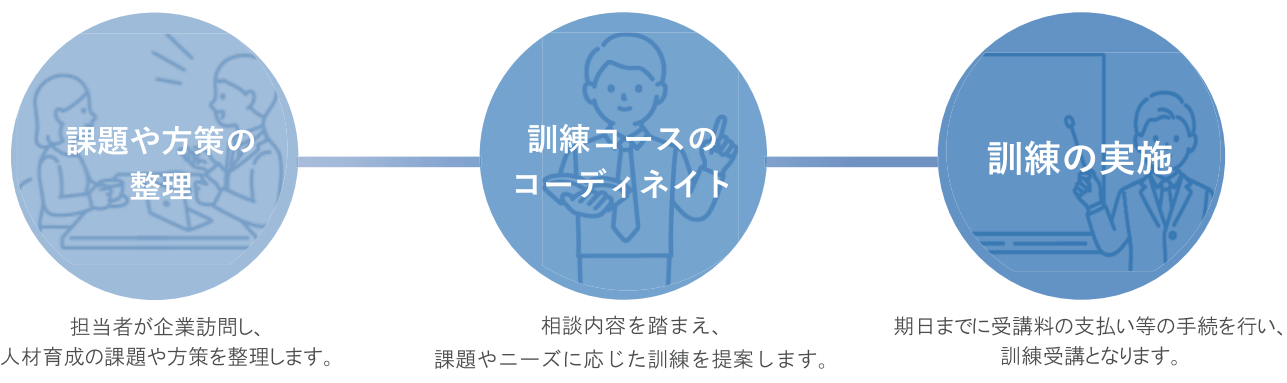 課題や方策の
整理
訓練コースの
コーディネイト
訓練の実施
担当者が企業訪問し、
人材育成の課題や方策を整理します。
相談内容を踏まえ、
課題やニーズに応じた訓練を提案します。
期日までに受講料の支払い等の手続を行い、
訓練受講となります。